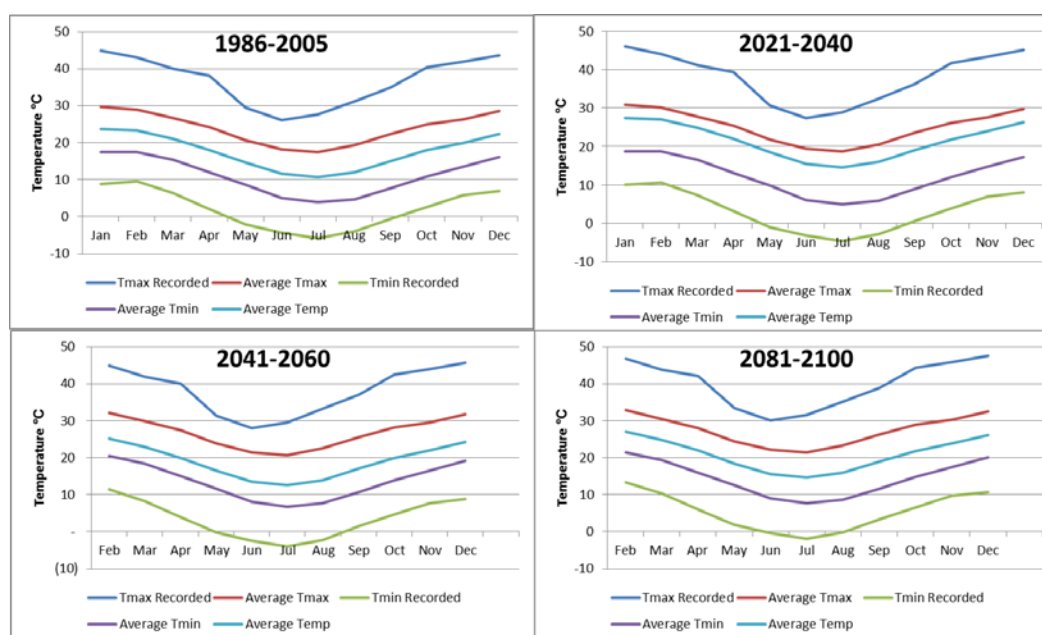 1986-2005
50
40
30
20
10
0
-10
Temperature °C
Jan Feb Mar Apr May Jun Jul Aug Sep Oct Nov Dec
Tmax Recorded Average Tmax Tmin Recorded
Average Tmin Average Temp
2021-2040
50
40
30
20
10
0
-10
Temperature °C
Jan Feb Mar Apr May Jun Jul Aug Sep Oct Nov Dec
Tmax Recorded Average Tmax Tmin Recorded
Average Tmin Average Temp
2041-2060
50
40
30
20
10
-
(10)
Temperature °C
Feb Mar Apr May Jun Jul Aug Sep Oct Nov Dec
Tmax Recorded Average Tmax Tmin Recorded
Average Tmin Average Temp
2081-2100
50
40
30
20
10
0
-10
Temperature °C
Feb Mar Apr May Jun Jul Aug Sep Oct Nov Dec
Tmax Recorded Average Tmax Tmin Recorded
Average Tmin Average Temp